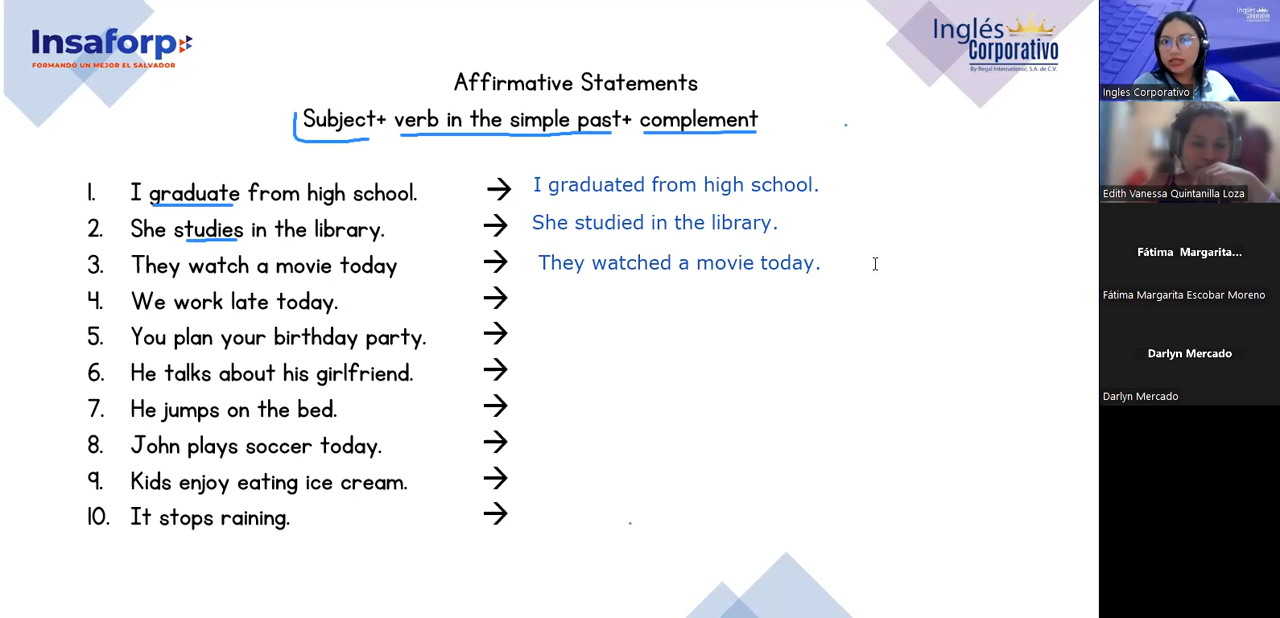 Insaforp
FORMANDO UN MEJOR EL SALVADOR
Inglés
Corporativo
By Regal International, S.A. de C.V.
Affirmative Statements
Subject+ verb in the simple past+ complement
1. I graduate from high school. → I graduated from high school.
2. She studies in the library. → She studied in the library.
3. They watch a movie today → They watched a movie today.
4. We work late today. →
5. You plan your birthday party. →
6. He talks about his girlfriend. →
7. He jumps on the bed. →
8. John plays soccer today. →
9. Kids enjoy eating ice cream. →
10. It stops raining. →
Inglés
Corporativo
Ingles Corporativo
Edith Vanessa Quintanilla Loza
Fátima Margarita...
Fátima Margarita Escobar Moreno
Darlyn Mercado
Darlyn Mercado